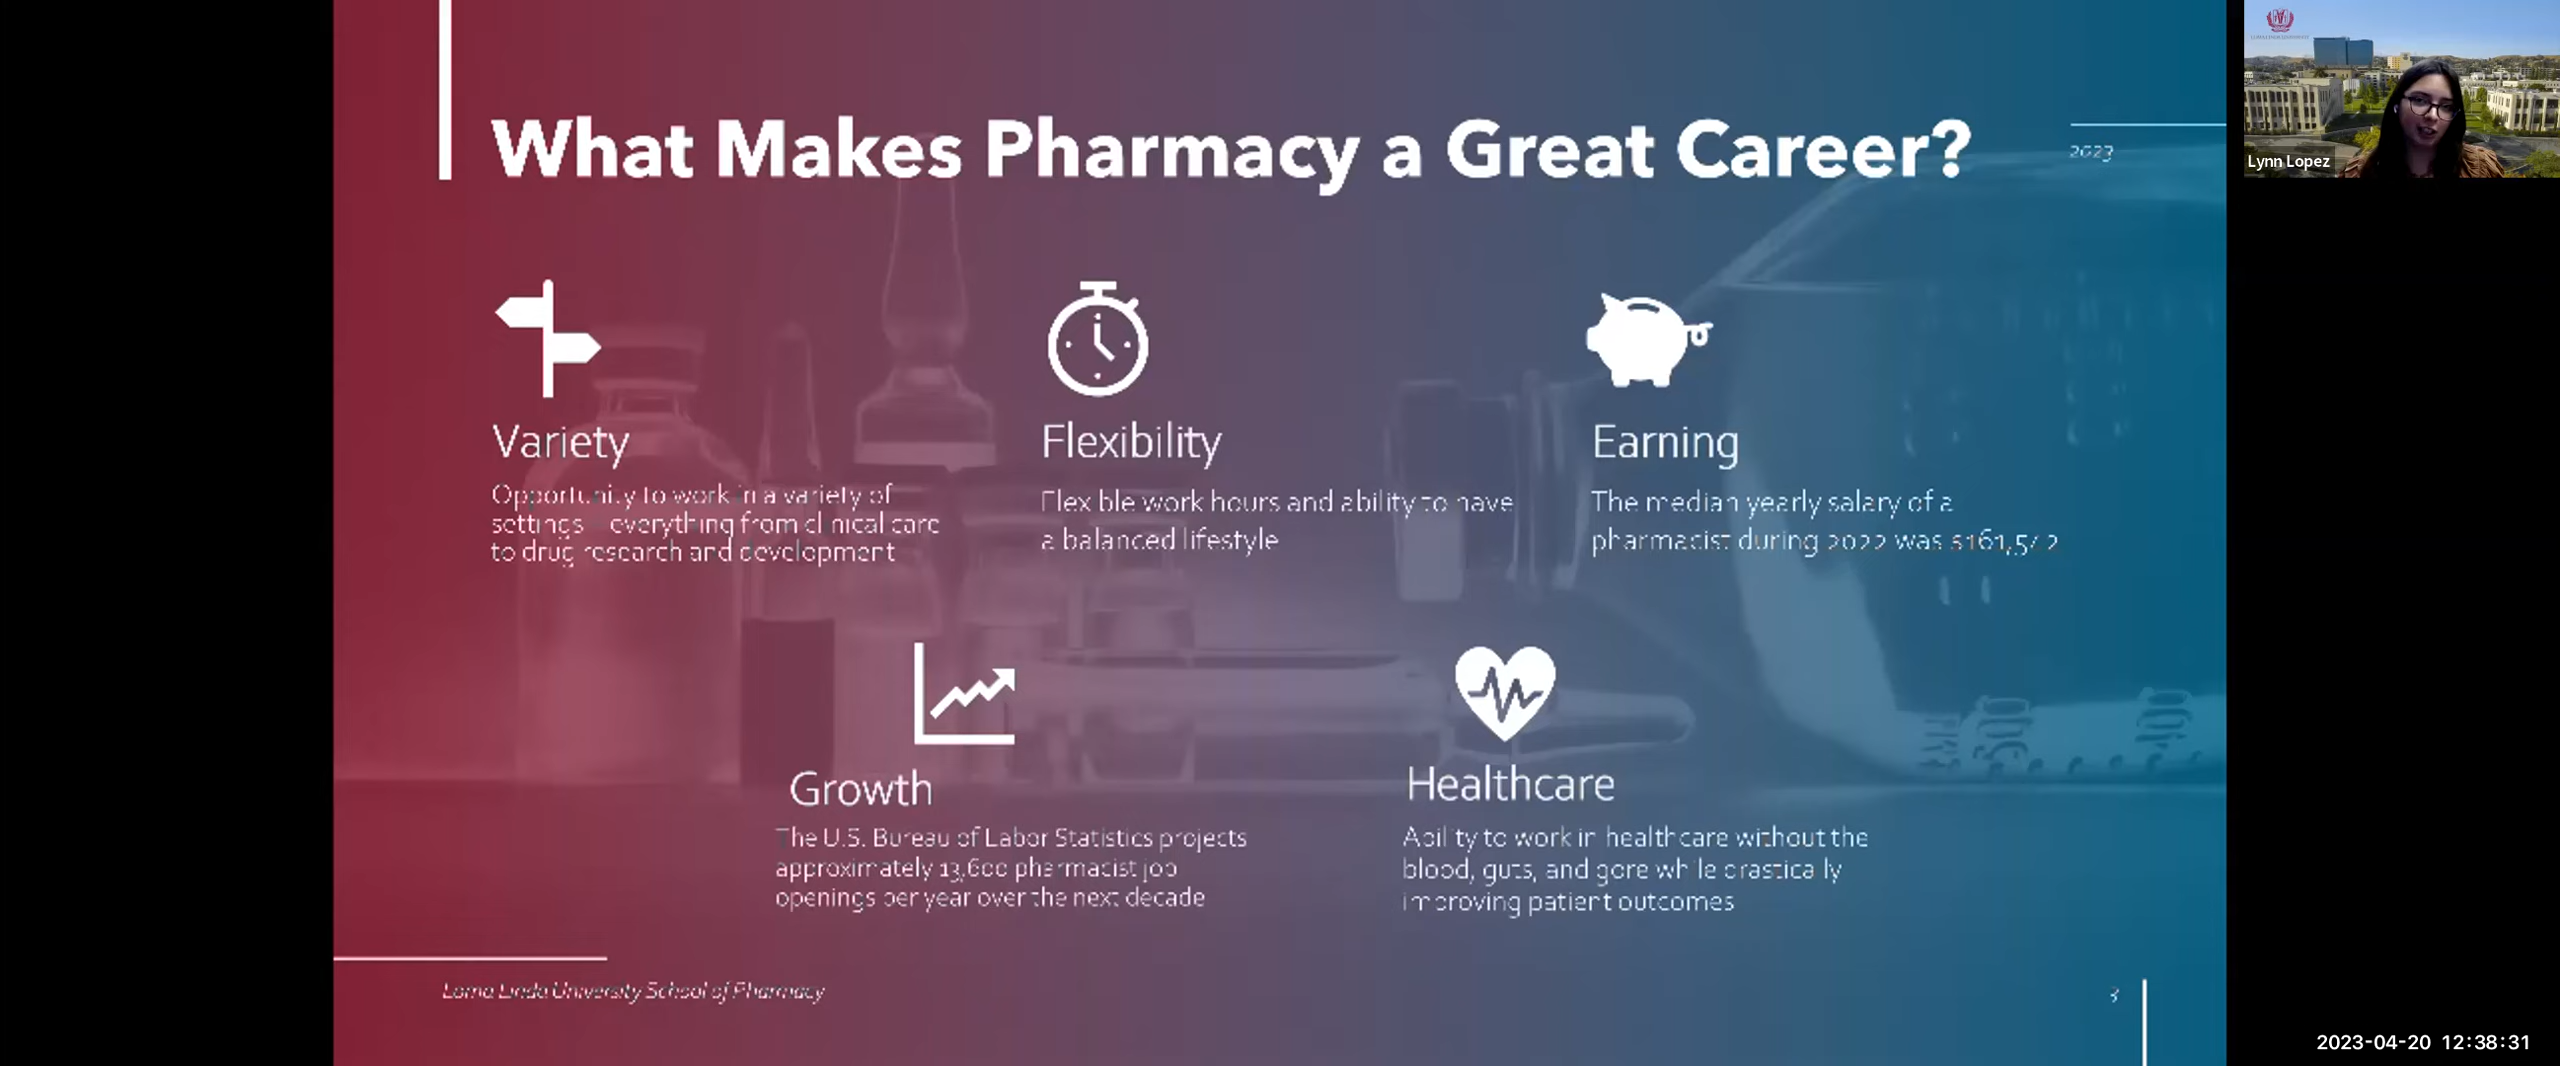 What Makes Pharmacy a Great Career?
2023
Lynn Lopez
Variety
Opportunity to work in a variety of
settings everything from clinical care
to drug research and development
Flexibility
Flexible work hours and ability to have
a balanced lifestyle
Earning
The median yearly salary of a
pharmacist during 2022 was
Growth
The U.S. Bureau of Labor Statistics projects
approximately 13,600 pharmacist job
openings per year over the next decade
Healthcare
Ability to work in healthcare without the
blood, guts, and gore while drastically
improving patient outcomes
Loma Linda University School of Pharmacy
3
2023-04-20 12:38:31